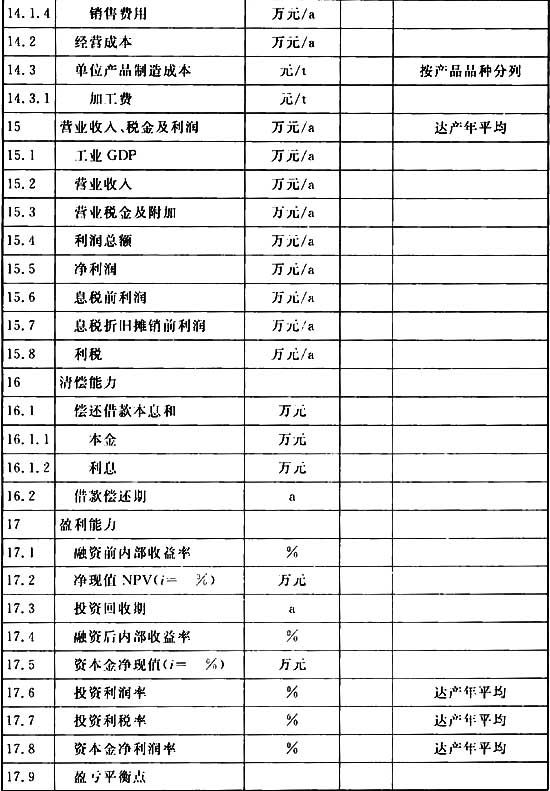 14.1.4 销售费用 万元/a
14.2 经营成本 万元/a
14.3 单位产品制造成本 元/t 按产品品种分列
14.3.1 加工费 元/t
15 营业收入、税金及利润 万元/a 达产年平均
15.1 工业 GDP 万元/a
15.2 营业收入 万元/a
15.3 营业税金及附加 万元/a
15.4 利润总额 万元/a
15.5 净利润 万元/a
15.6 息税前利润 万元/a
15.7 息税折旧摊销前利润 万元/a
15.8 利税 万元/a
16 清偿能力
16.1 偿还借款本息和 万元
16.1.1 本金 万元
16.1.2 利息 万元
16.2 借款偿还期 a
17 盈利能力
17.1 融资前内部收益率 %
17.2 净现值 NPV(i= %) 万元
17.3 投资回收期 a
17.4 融资后内部收益率 %
17.5 资本金净现值(i= %) 万元
17.6 投资利润率 % 达产年平均
17.7 投资利税率 % 达产年平均
17.8 资本金净利润率 % 达产年平均
17.9 盈亏平衡点